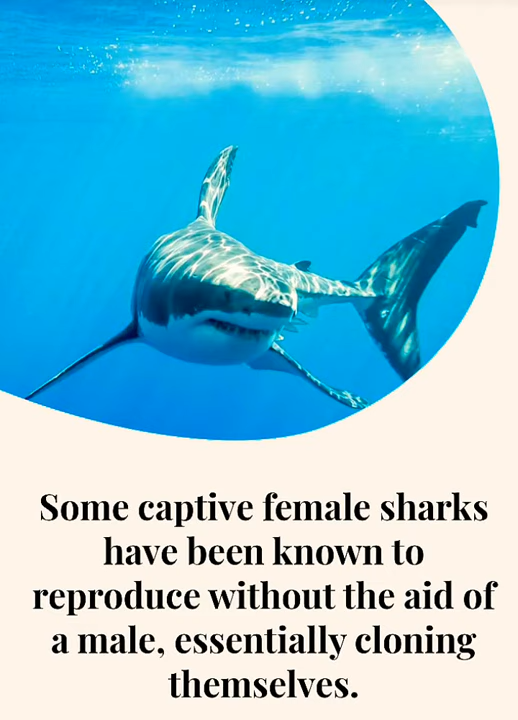 Some captive female sharks
have been known to
reproduce without the aid of
a male, essentially cloning
themselves.